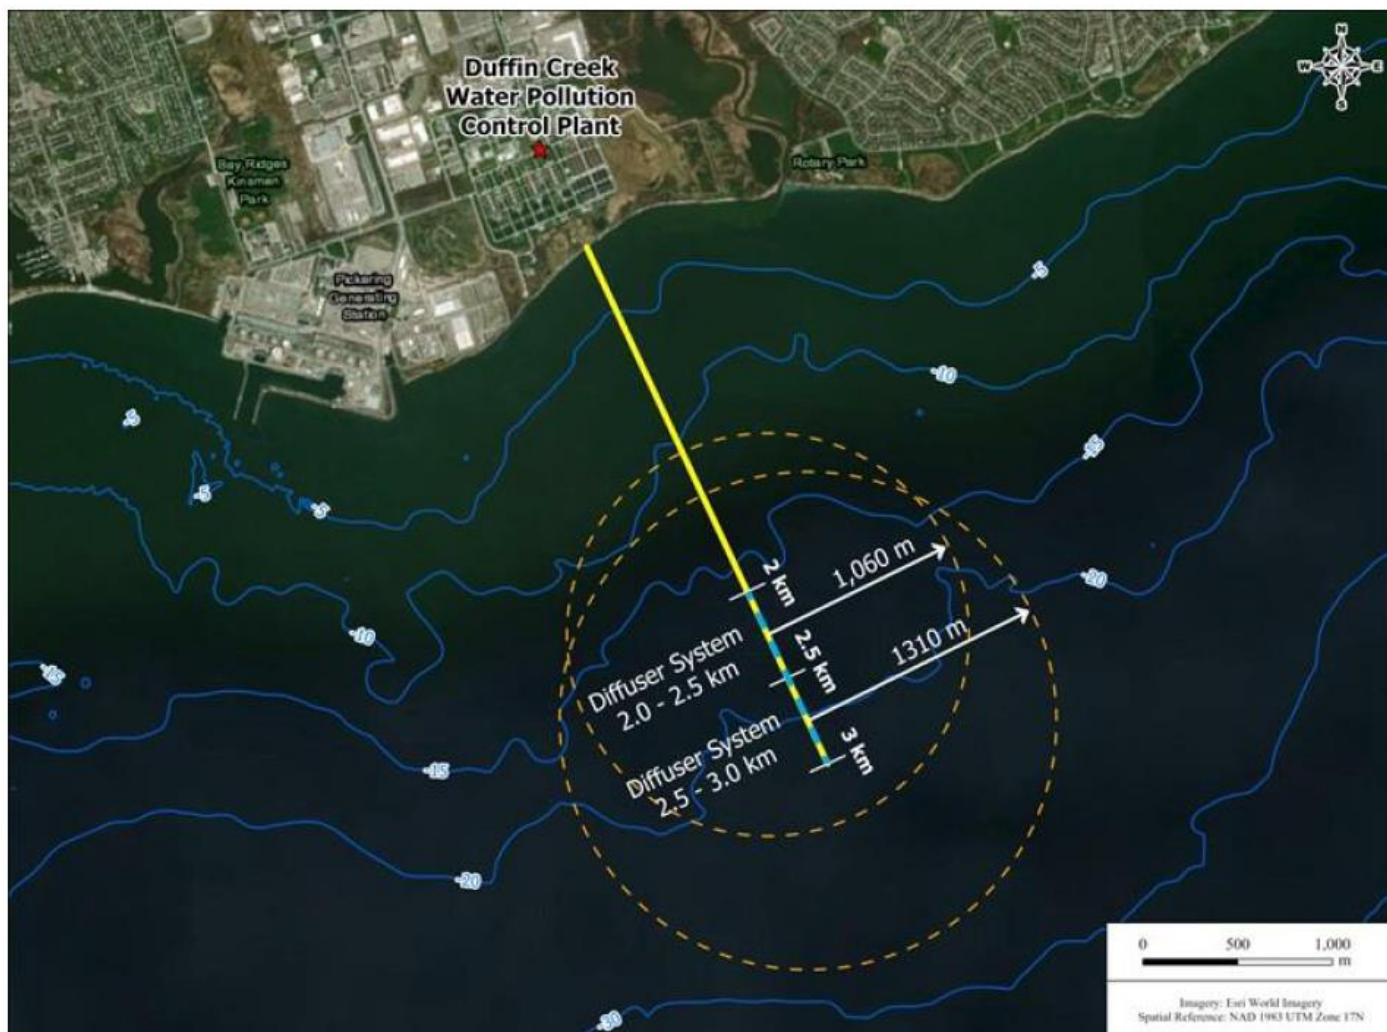 Duffin Creek
Water Pollution
Control Plant
N
W E
S
Bay Ridges
Kinsmen
Park
Rotary Park
Pickering
Generating
Station
-5
-10
-5
-15
-5
-5
1,060 m
2 km
-20
-10
1310 m
2.5 km
-15
Diffuser System
2.0 - 2.5 km
3 km
Diffuser System
2.5 - 3.0 km
-15
-20
-30
0 500 1,000
m
Imagery: Esri World Imagery
Spatial Reference: NAD 1983 UTM Zone 17N